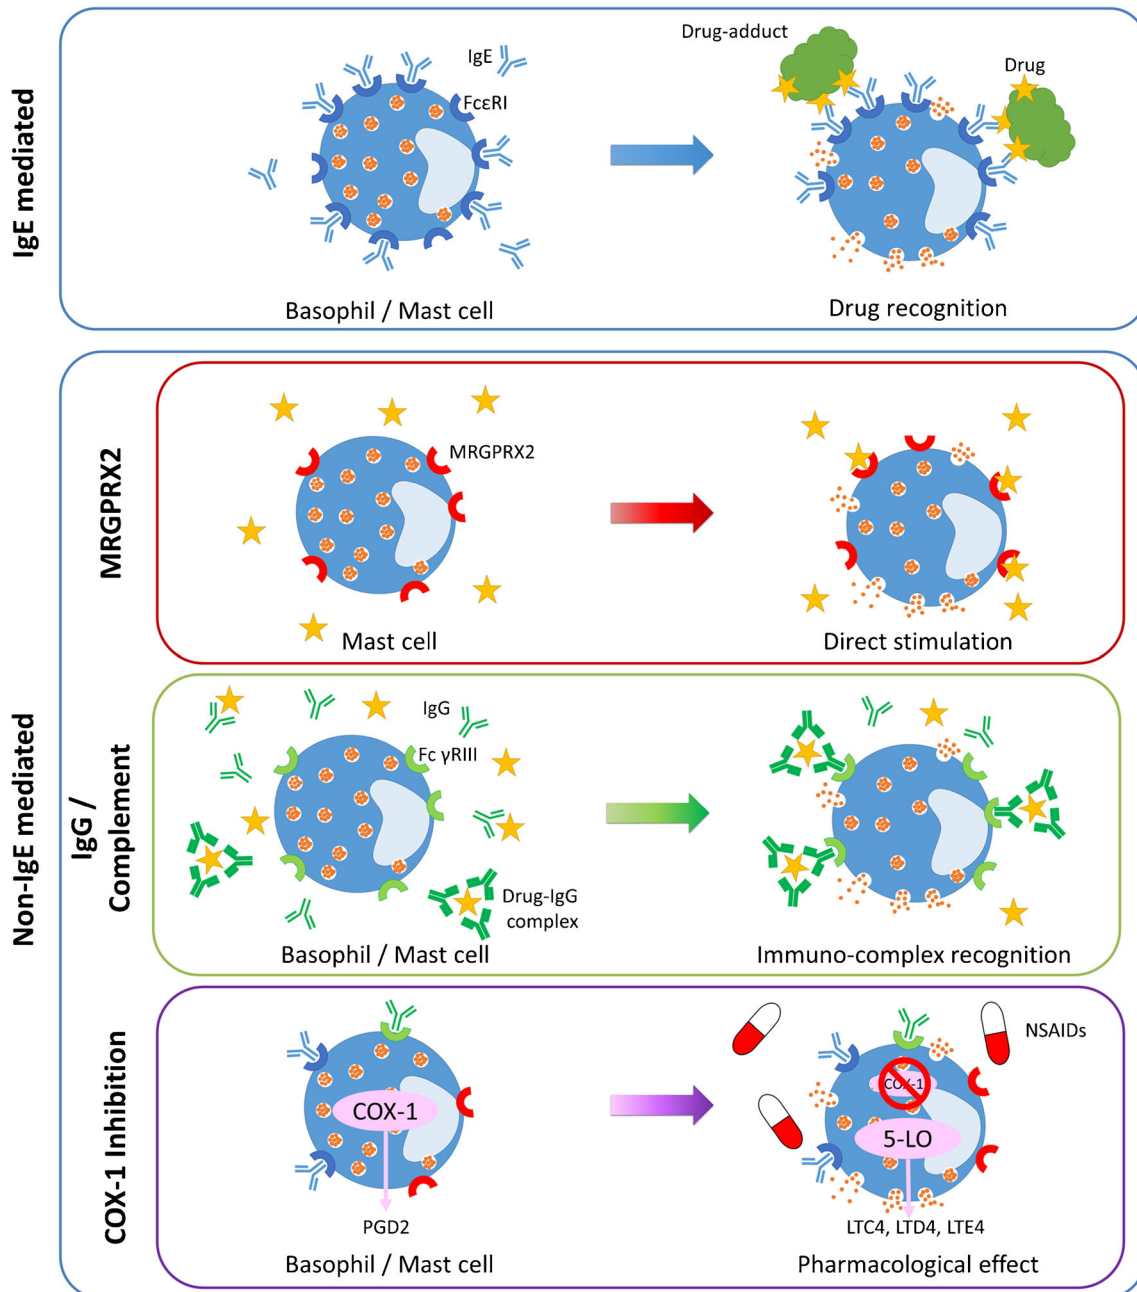 IgE mediated
IgE
FcεRI
Drug-adduct
Drug
Basophil / Mast cell
Drug recognition
Non-IgE mediated
MRGPRX2
MRGPRX2
Mast cell
Direct stimulation
IgG /
Complement
IgG
Fc γRIII
Drug-IgG
complex
Basophil / Mast cell
Immuno-complex recognition
COX-1 Inhibition
COX-1
PGD2
Basophil / Mast cell
NSAIDs
COX-1
5-LO
LTC4, LTD4, LTE4
Pharmacological effect